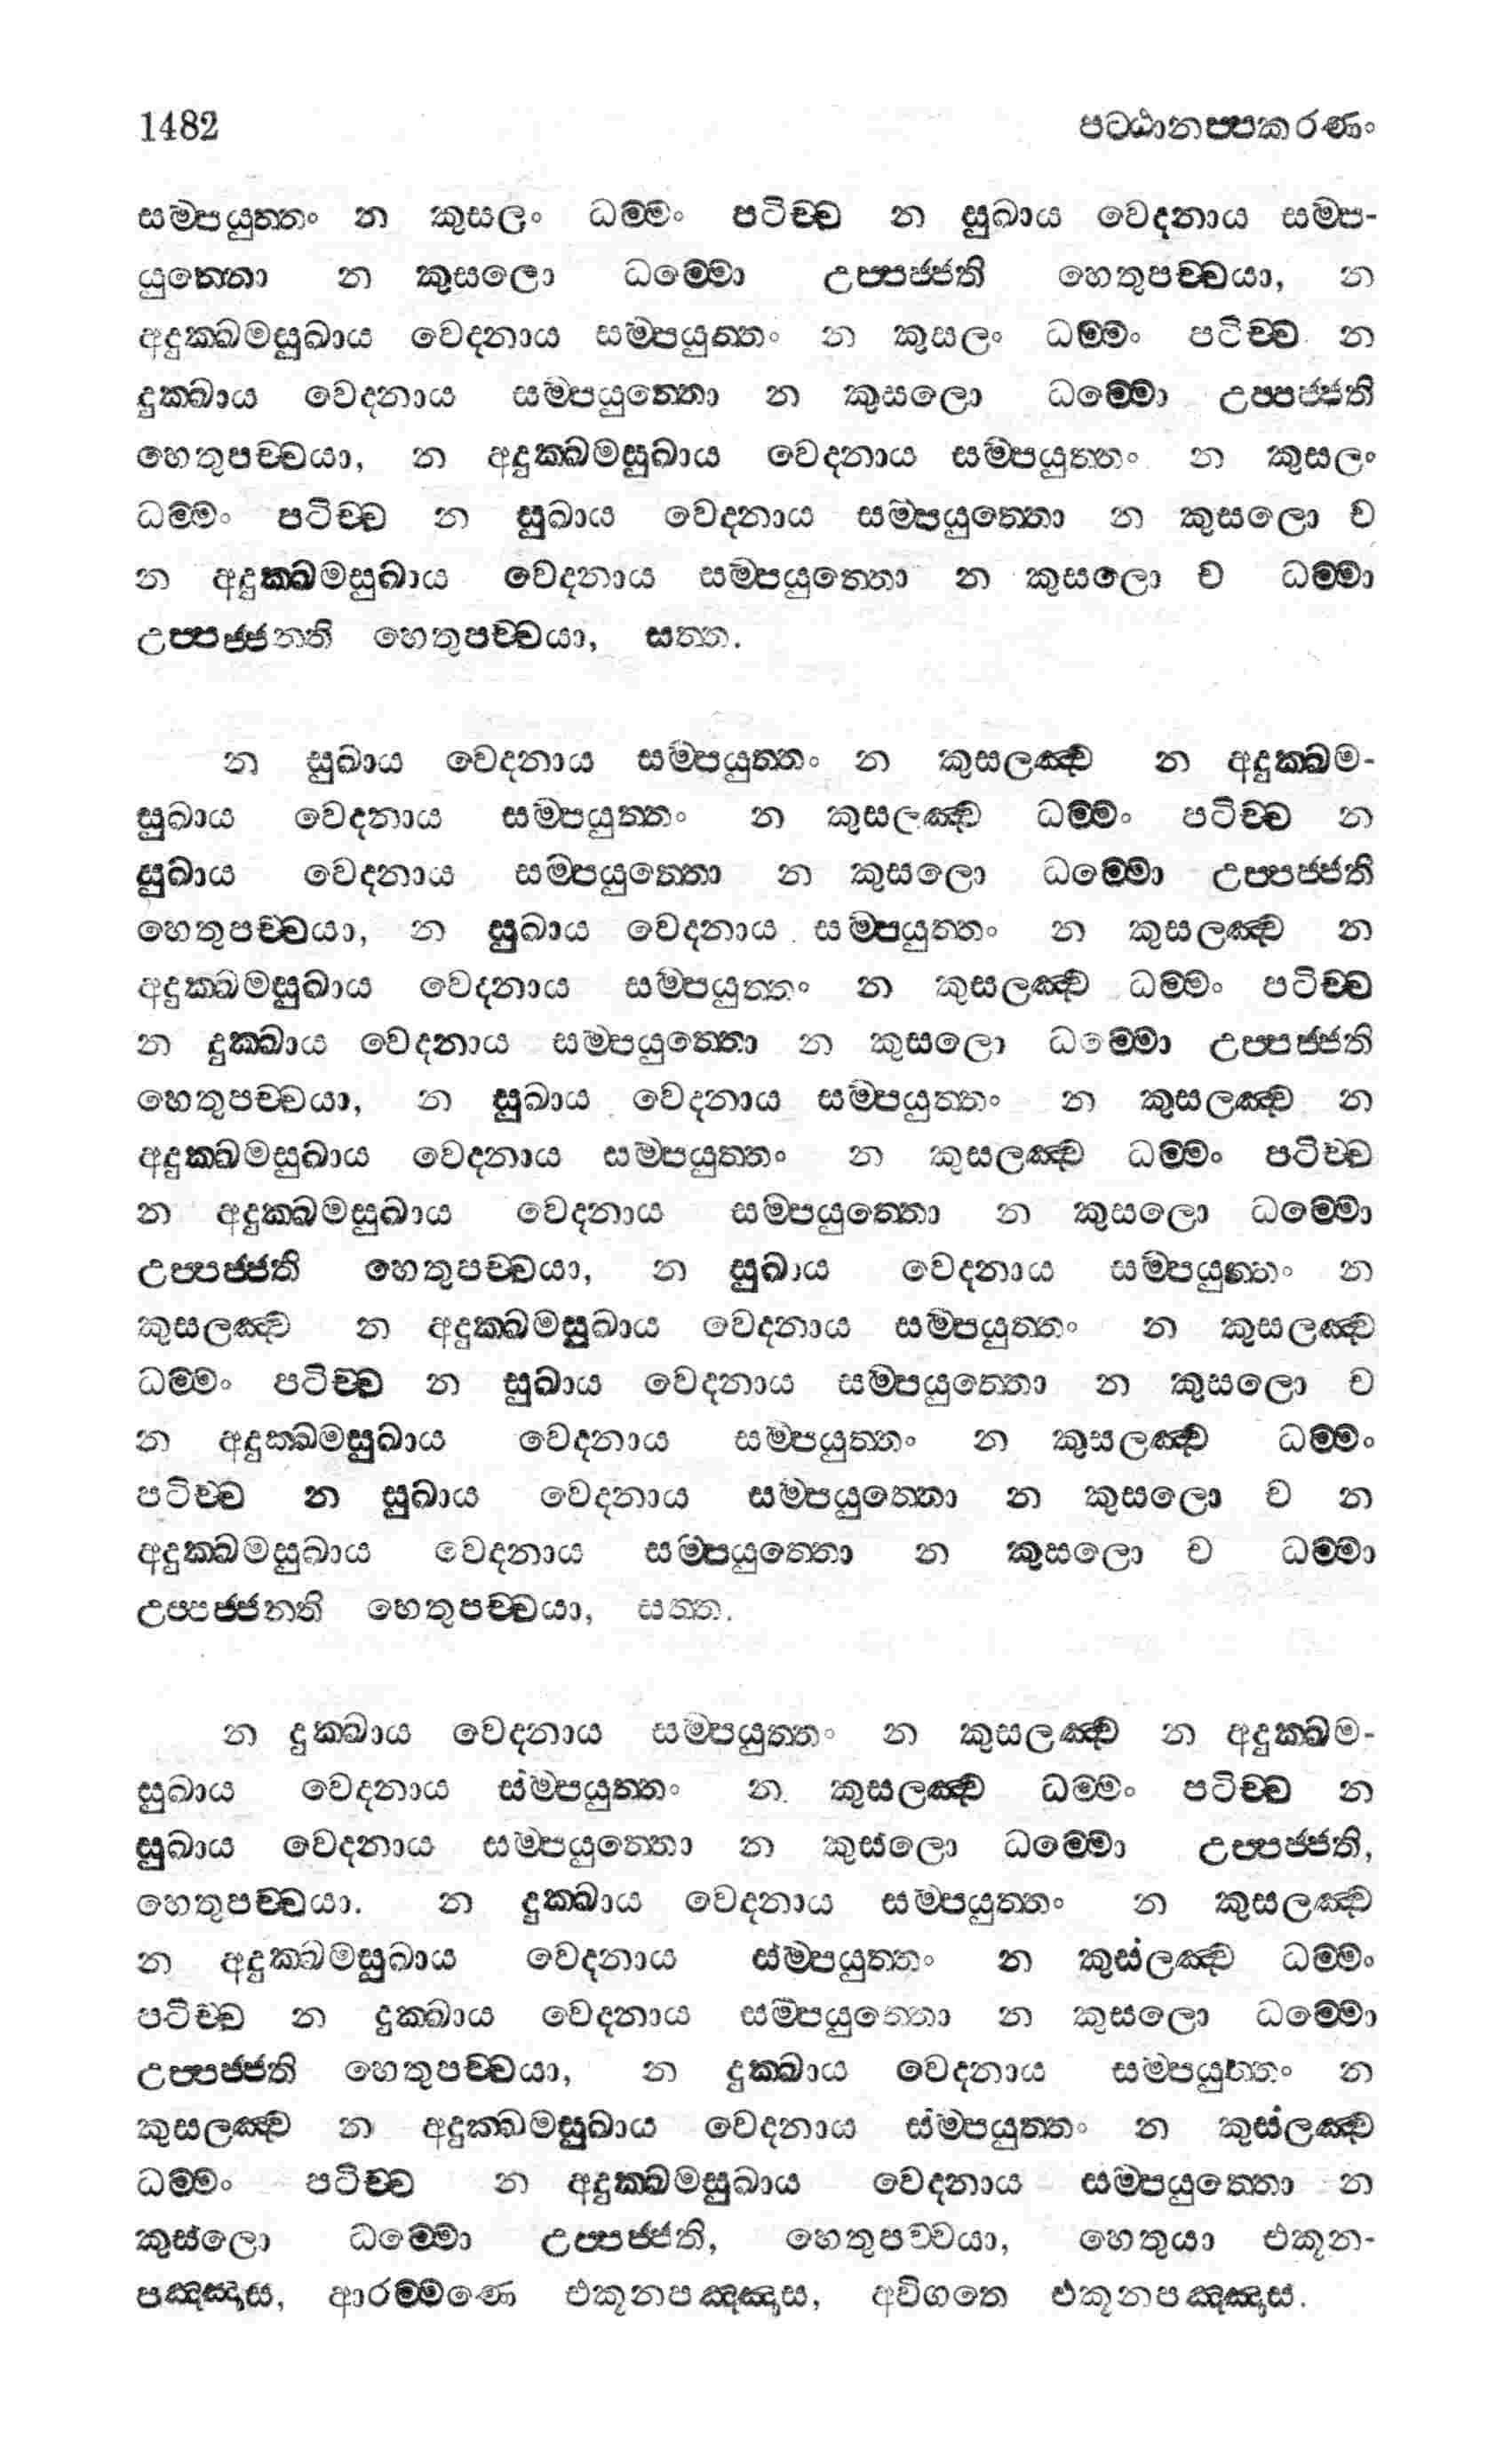 1482 පට්ඨානප්පකරණං
සම්පයුත්තං න කුසලං ධම්මං පටිච්ච න සුඛාය වෙදනාය සම්ප-
යුත්තො න කුසලො ධම්මො උප්පජ්ජති හෙතුපච්චයා, න
අදුක්ඛමසුඛාය වෙදනාය සම්පයුත්තං න කුසලං ධම්මං පටිච්ච න
දුක්ඛාය වෙදනාය සම්පයුත්තො න කුසලො ධම්මො උප්පජ්ජති
හෙතුපච්චයා, න අදුක්ඛමසුඛාය වෙදනාය සම්පයුත්තං න කුසලං
ධම්මං පටිච්ච න සුඛාය වෙදනාය සම්පයුත්තො න කුසලො ච
න අදුක්ඛමසුඛාය වෙදනාය සම්පයුත්තො න කුසලො ච ධම්මා
උප්පජ්ජන්ති හෙතුපච්චයා, සත්ත.
න සුඛාය වෙදනාය සම්පයුත්තං න කුසලඤ්ච න අදුක්ඛම-
සුඛාය වෙදනාය සම්පයුත්තං න කුසලඤ්ච ධම්මං පටිච්ච න
සුඛාය වෙදනාය සම්පයුත්තො න කුසලො ධම්මො උප්පජ්ජති
හෙතුපච්චයා, න සුඛාය වෙදනාය සම්පයුත්තං න කුසලඤ්ච න
අදුක්ඛමසුඛාය වෙදනාය සම්පයුත්තං න කුසලඤ්ච ධම්මං පටිච්ච
න දුක්ඛාය වෙදනාය සම්පයුත්තො න කුසලො ධම්මො උප්පජ්ජති
හෙතුපච්චයා, න සුඛාය වෙදනාය සම්පයුත්තං න කුසලඤ්ච න
අදුක්ඛමසුඛාය වෙදනාය සම්පයුත්තං න කුසලඤ්ච ධම්මං පටිච්ච
න අදුක්ඛමසුඛාය වෙදනාය සම්පයුත්තො න කුසලො ධම්මො
උප්පජ්ජති හෙතුපච්චයා, න සුඛාය වෙදනාය සම්පයුත්තං න
කුසලඤ්ච න අදුක්ඛමසුඛාය වෙදනාය සම්පයුත්තං න කුසලඤ්ච
ධම්මං පටිච්ච න සුඛාය වෙදනාය සම්පයුත්තො න කුසලො ච
න අදුක්ඛමසුඛාය වෙදනාය සම්පයුත්තං න කුසලඤ්ච ධම්මං
පටිච්ච න සුඛාය වෙදනාය සම්පයුත්තො න කුසලො ච න
අදුක්ඛමසුඛාය වෙදනාය සම්පයුත්තො න කුසලො ච ධම්මා
උප්පජ්ජන්ති හෙතුපච්චයා, සත්ත.
න දුක්ඛාය වෙදනාය සම්පයුත්තං න කුසලඤ්ච න අදුක්ඛම-
සුඛාය වෙදනාය සම්පයුත්තං න කුසලඤ්ච ධම්මං පටිච්ච න
සුඛාය වෙදනාය සම්පයුත්තො න කුසලො ධම්මො උප්පජ්ජති,
හෙතුපච්චයා. න දුක්ඛාය වෙදනාය සම්පයුත්තං න කුසලඤ්ච
න අදුක්ඛමසුඛාය වෙදනාය සම්පයුත්තං න කුසලඤ්ච ධම්මං
පටිච්ච න දුක්ඛාය වෙදනාය සම්පයුත්තො න කුසලො ධම්මො
උප්පජ්ජති හෙතුපච්චයා, න දුක්ඛාය වෙදනාය සම්පයුත්තං න
කුසලඤ්ච න අදුක්ඛමසුඛාය වෙදනාය සම්පයුත්තං න කුසලඤ්ච
ධම්මං පටිච්ච න අදුක්ඛමසුඛාය වෙදනාය සම්පයුත්තො න
කුසලො ධම්මො උප්පජ්ජති, හෙතුපච්චයා, හෙතුයා එකූන-
පඤ්ඤාස, ආරම්මණෙ එකූනපඤ්ඤාස, අවිගතෙ එකූනපඤ්ඤාස.